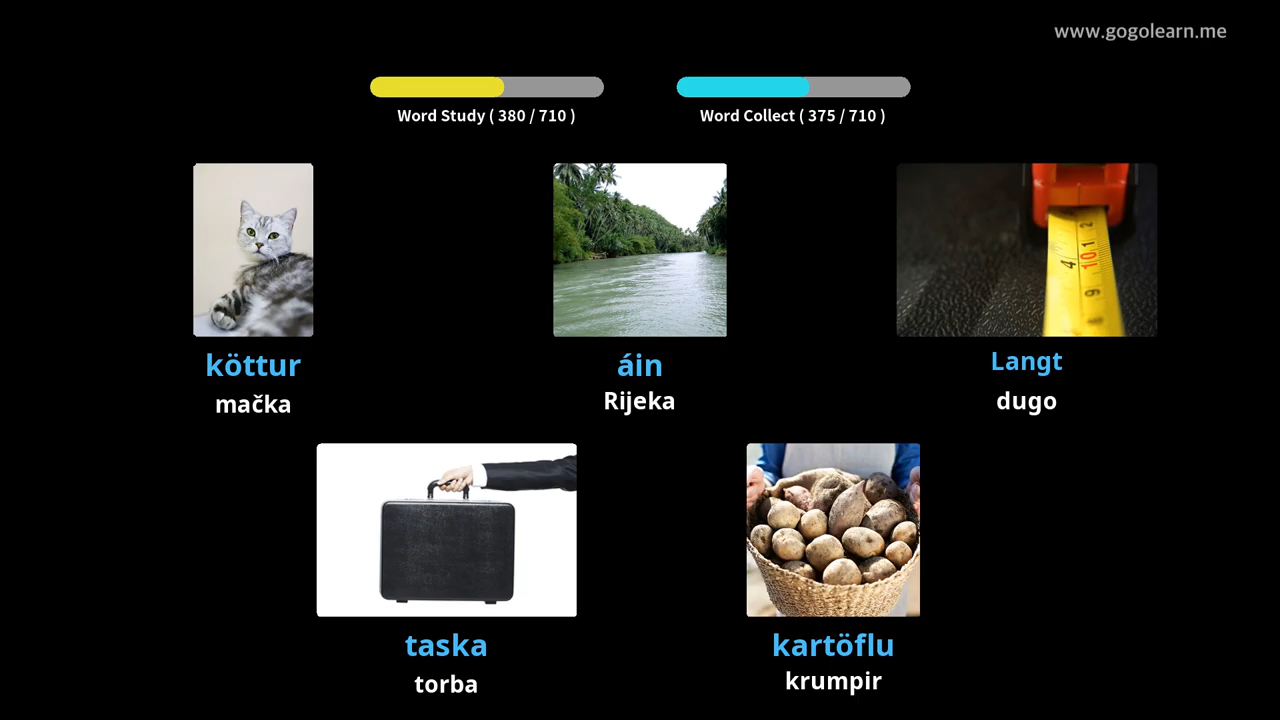 www.gogolearn.me
Word Study ( 380 / 710 )
Word Collect ( 375 / 710 )
köttur
mačka
áin
Rijeka
Langt
dugo
taska
torba
kartöflu
krumpir